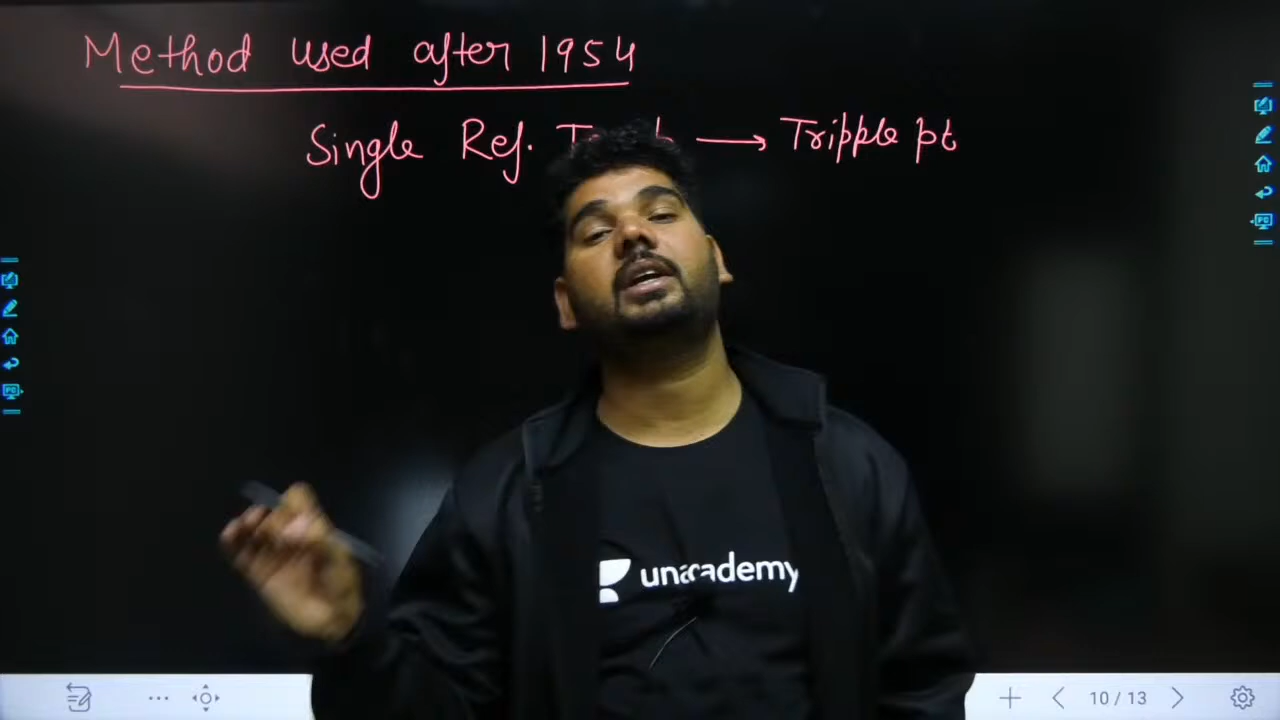 Method used after 1954
Single Ref. → Tripple pt
unacademy
10 / 13